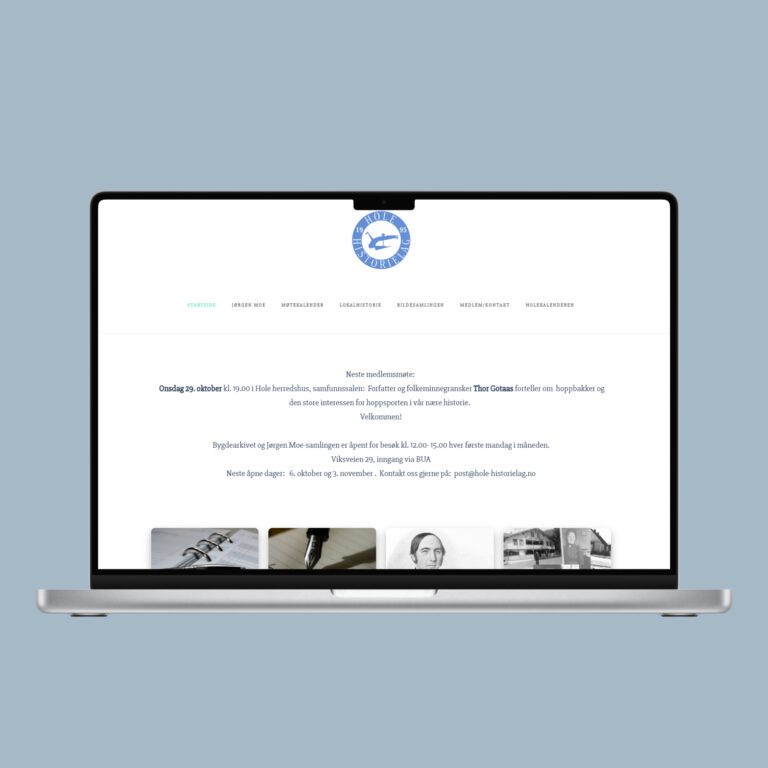 HOLE
19 95
HISTORIELAG
STARTSIDE JØRGEN MOE MØTEKALENDER LOKALHISTORIE BILDESAMLINGEN MEDLEM/KONTAKT HOLEKALENDEREN
Neste medlemsmøte:
Onsdag 29. oktober kl. 19.00 i Hole herredshus, samfunnssalen: Forfatter og folkeminnegransker Thor Gotaas forteller om hoppbakker og
den store interessen for hoppsporten i vår nære historie.
Velkommen!
Bygdearkivet og Jørgen Moe-samlingen er åpent for besøk kl. 12.00- 15.00 hver første mandag i måneden.
Viksveien 29, inngang via BUA
Neste åpne dager: 6. oktober og 3. november . Kontakt oss gjerne på: post@hole-historielag.no